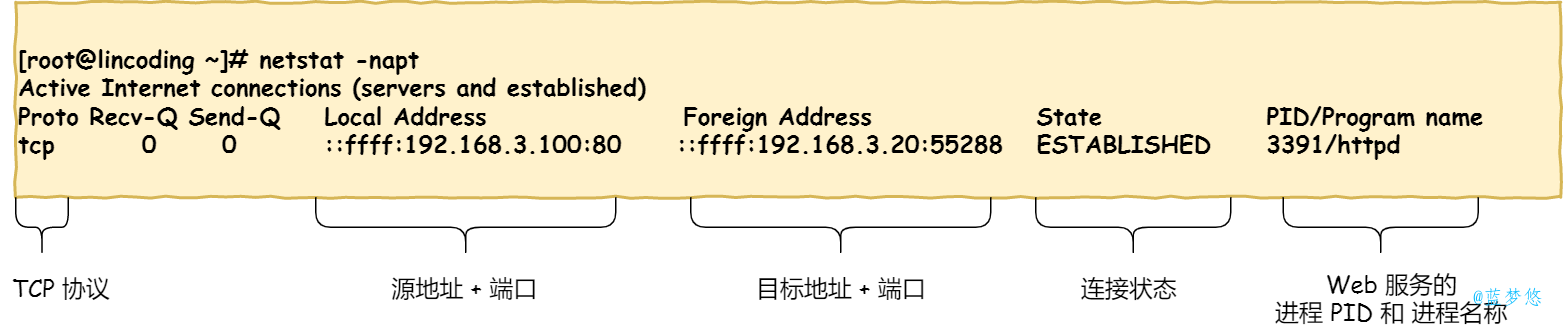 [root@lincoding ~]# netstat -napt
Active Internet connections (servers and established)
Proto Recv-Q Send-Q Local Address Foreign Address State PID/Program name
tcp 0 0 ::ffff:192.168.3.100:80 ::ffff:192.168.3.20:55288 ESTABLISHED 3391/httpd
TCP 协议 源地址 + 端口 目标地址 + 端口 连接状态 Web 服务的
进程 PID 和 进程名称
@蓝梦悠